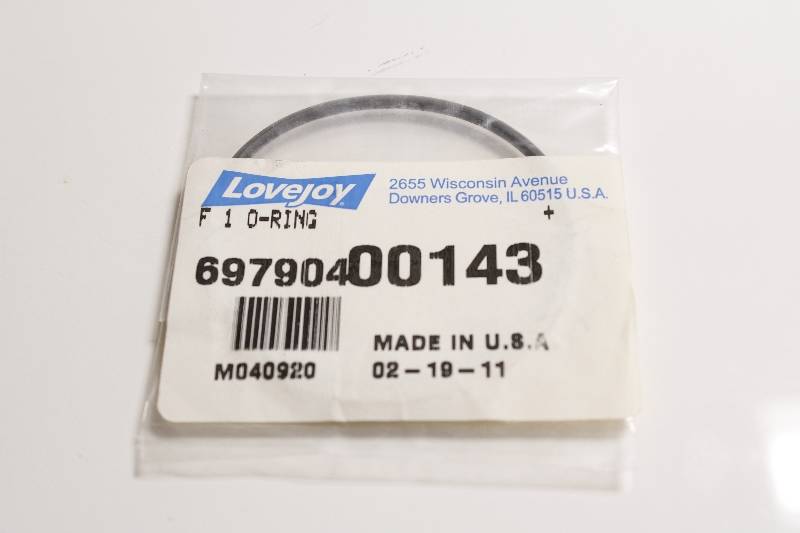 Lovejoy
2655 Wisconsin Avenue
Downers Grove, IL 60515 U.S.A.
F 1 O-RING +
69790400143
MADE IN U.S.A
M040920
02-19-11